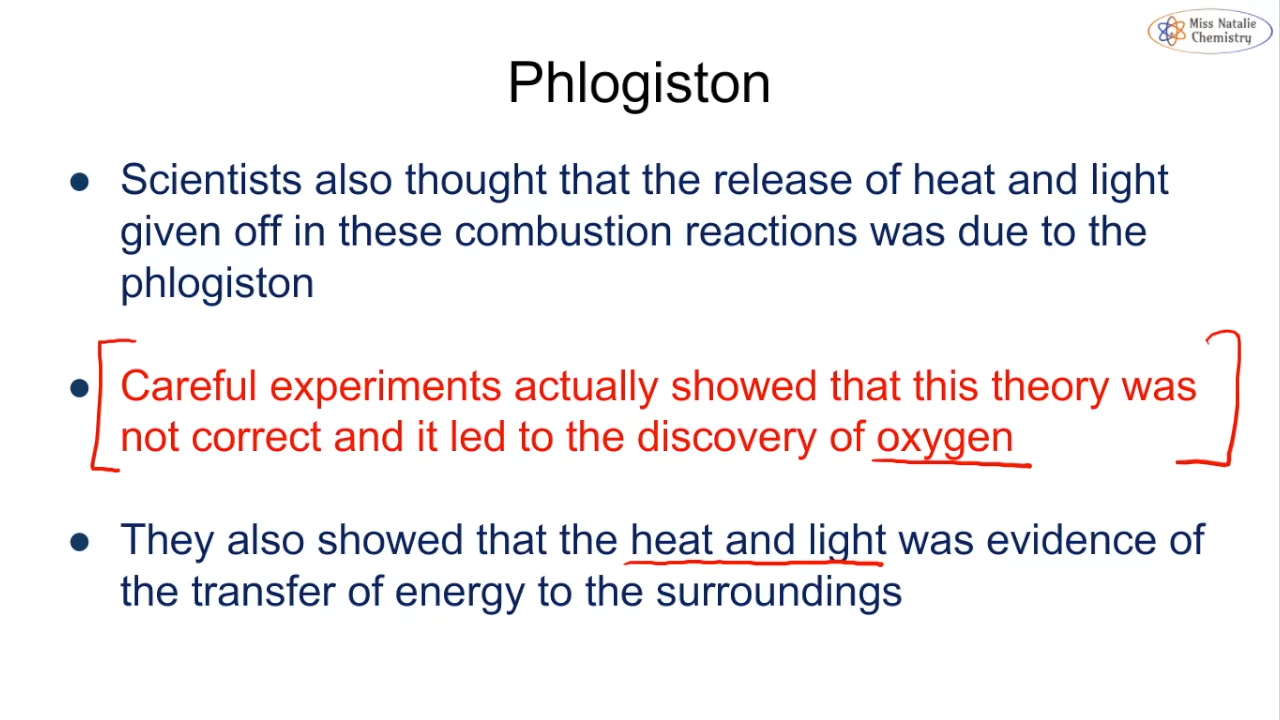 Miss Natalie
Chemistry
Phlogiston
● Scientists also thought that the release of heat and light
given off in these combustion reactions was due to the
phlogiston
● Careful experiments actually showed that this theory was
not correct and it led to the discovery of oxygen
● They also showed that the heat and light was evidence of
the transfer of energy to the surroundings